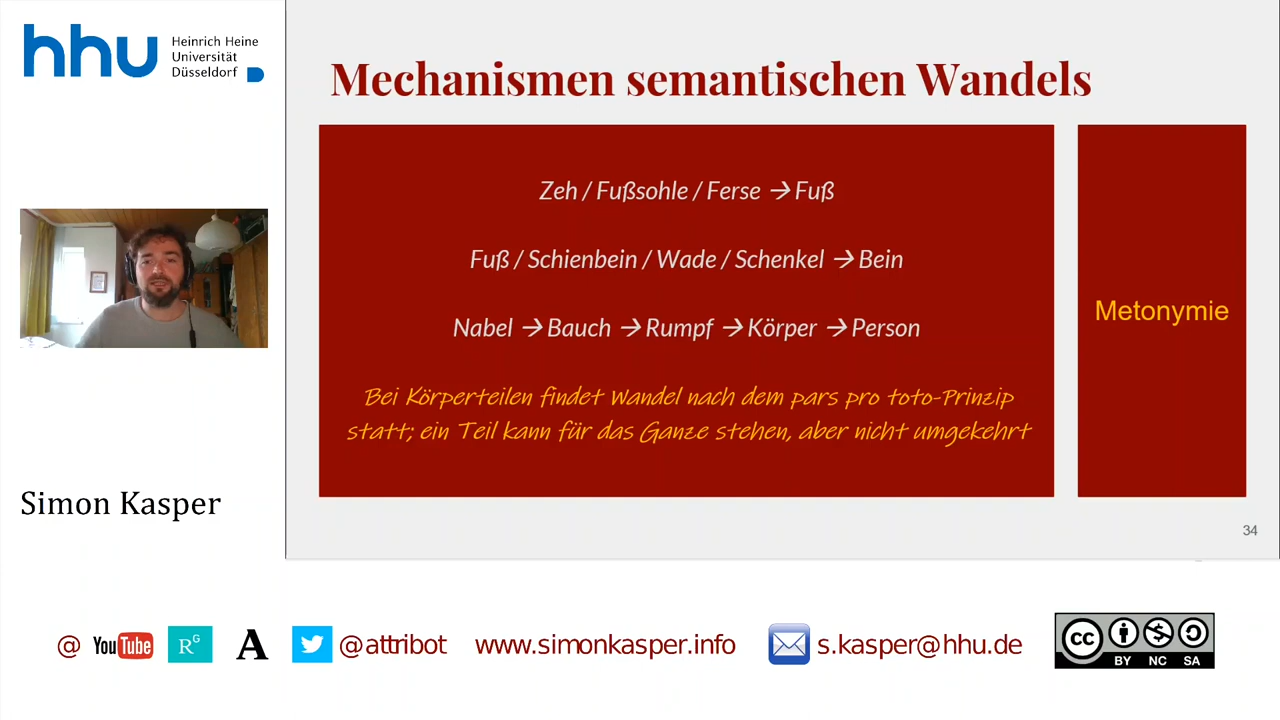 hhu
Heinrich Heine
Universität
Düsseldorf
Mechanismen semantischen Wandels
Zeh / Fußsohle / Ferse → Fuß
Fuß / Schienbein / Wade / Schenkel → Bein
Nabel → Bauch → Rumpf → Körper → Person
Bei Körperteilen findet Wandel nach dem pars pro toto-Prinzip
statt; ein Teil kann für das Ganze stehen, aber nicht umgekehrt
Metonymie
34
Simon Kasper
@ YouTube RG A @attribot www.simonkasper.info s.kasper@hhu.de
cc BY NC SA